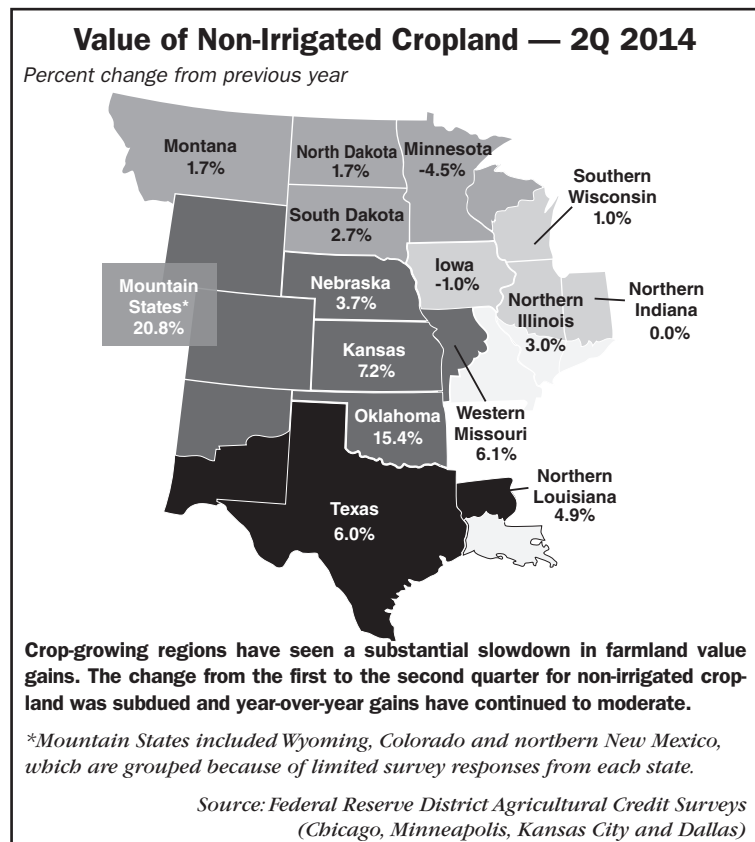 Value of Non-Irrigated Cropland — 2Q 2014
Percent change from previous year
Montana
1.7%
North Dakota
1.7%
Minnesota
-4.5%
Southern
Wisconsin
1.0%
South Dakota
2.7%
Mountain
States*
20.8%
Nebraska
3.7%
Iowa
-1.0%
Northern
Illinois
3.0%
Northern
Indiana
0.0%
Kansas
7.2%
Oklahoma
15.4%
Western
Missouri
6.1%
Texas
6.0%
Northern
Louisiana
4.9%
Crop-growing regions have seen a substantial slowdown in farmland value
gains. The change from the first to the second quarter for non-irrigated crop-
land was subdued and year-over-year gains have continued to moderate.
*Mountain States included Wyoming, Colorado and northern New Mexico,
which are grouped because of limited survey responses from each state.
Source: Federal Reserve District Agricultural Credit Surveys
(Chicago, Minneapolis, Kansas City and Dallas)